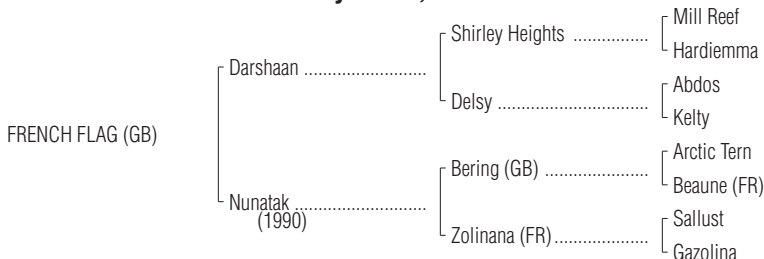 Mill Reef
Shirley Heights ................
Hardiemma
Darshaan ..........................
Abdos
Delsy ................................
Kelty
FRENCH FLAG (GB)
Arctic Tern
Bering (GB) ......................
Beaune (FR)
Nunatak ............................
(1990)
Sallust
Zolinana (FR)....................
Gazolina